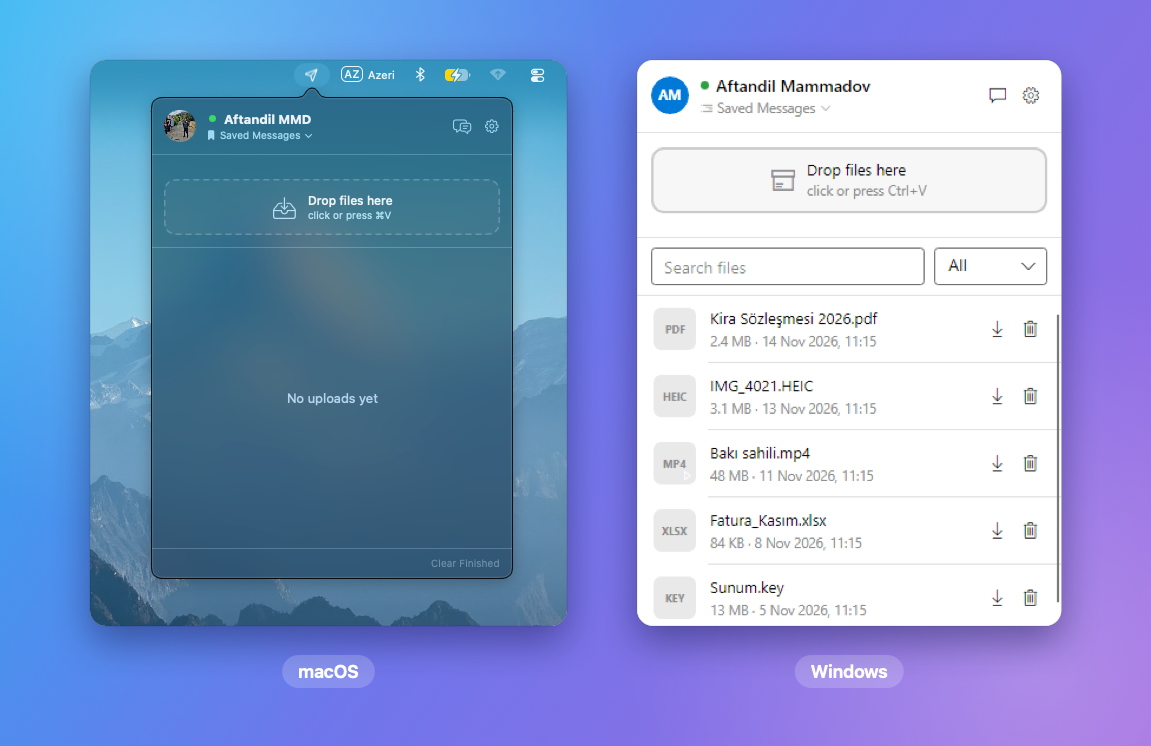 AZ Azeri
Aftandil MMD
Saved Messages
Drop files here
click or press ⌘V
No uploads yet
Clear Finished
macOS
AM
Aftandil Mammadov
Saved Messages
Drop files here
click or press Ctrl+V
Search files
All
PDF
Kira Sözleşmesi 2026.pdf
2.4 MB · 14 Nov 2026, 11:15
HEIC
IMG_4021.HEIC
3.1 MB · 13 Nov 2026, 11:15
MP4
Bakı sahili.mp4
48 MB · 11 Nov 2026, 11:15
XLSX
Fatura_Kasım.xlsx
84 KB · 8 Nov 2026, 11:15
KEY
Sunum.key
13 MB · 5 Nov 2026, 11:15
Windows